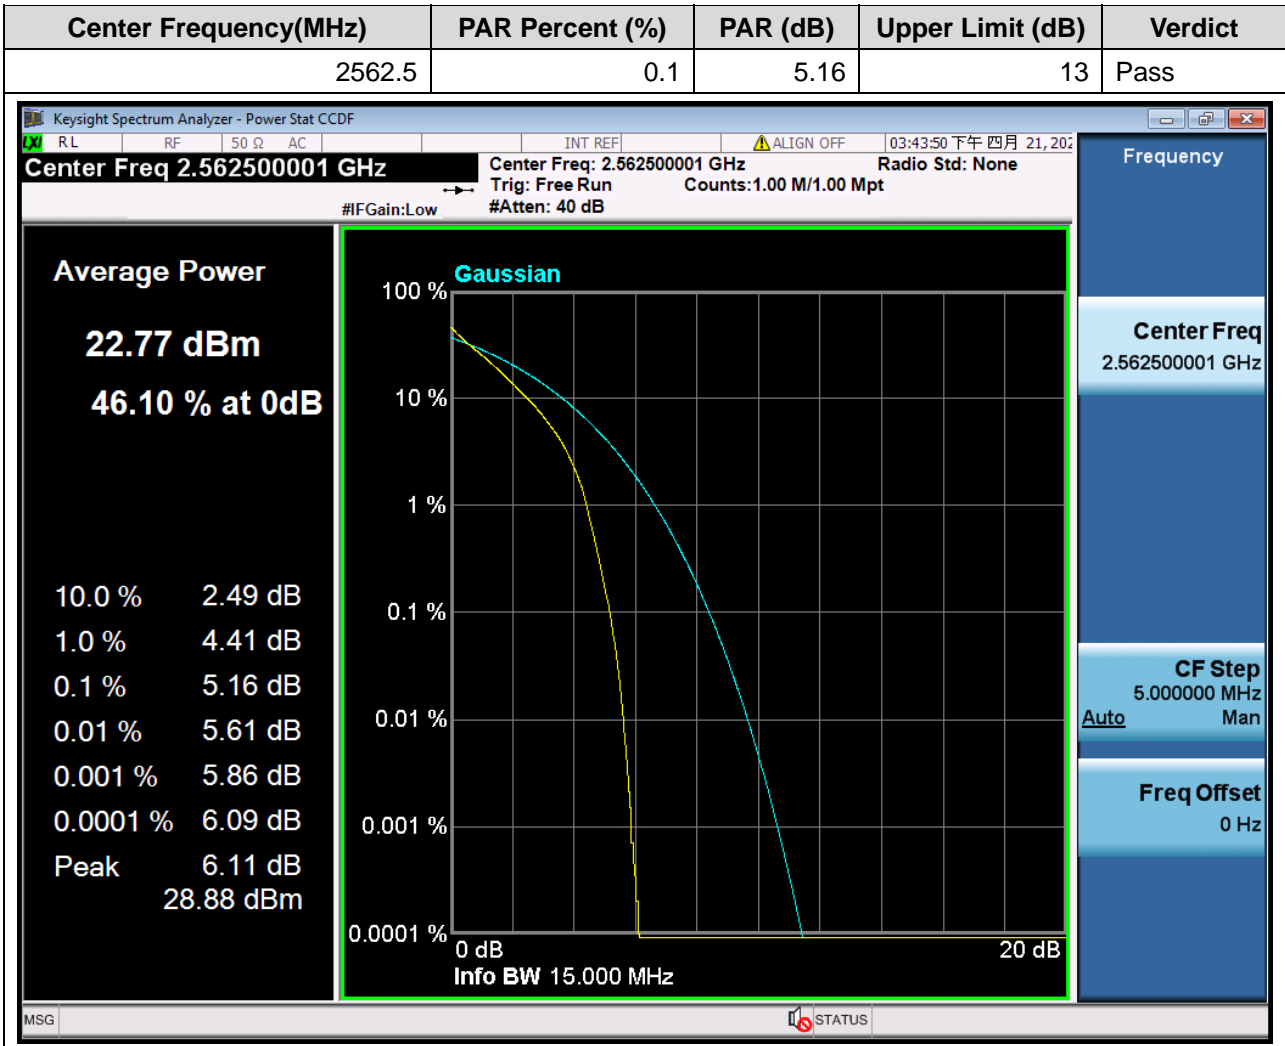 Center Frequency(MHz) PAR Percent (%) PAR (dB) Upper Limit (dB) Verdict
2562.5 0.1 5.16 13 Pass
Keysight Spectrum Analyzer - Power Stat CCDF
LXI RL RF 50 Ω AC INT REF ALIGN OFF 03:43:50 下午 四月 21, 202
Center Freq 2.562500001 GHz
#IFGain:Low
Center Freq: 2.562500001 GHz Radio Std: None
Trig: Free Run Counts:1.00 M/1.00 Mpt
#Atten: 40 dB
Average Power
22.77 dBm
46.10 % at 0dB
10.0 % 2.49 dB
1.0 % 4.41 dB
0.1 % 5.16 dB
0.01 % 5.61 dB
0.001 % 5.86 dB
0.0001 % 6.09 dB
Peak 6.11 dB
28.88 dBm
Gaussian
100 %
10 %
1 %
0.1 %
0.01 %
0.001 %
0.0001 %
0 dB 20 dB
Info BW 15.000 MHz
Frequency
Center Freq
2.562500001 GHz
CF Step
5.000000 MHz
Auto Man
Freq Offset
0 Hz
MSG STATUS